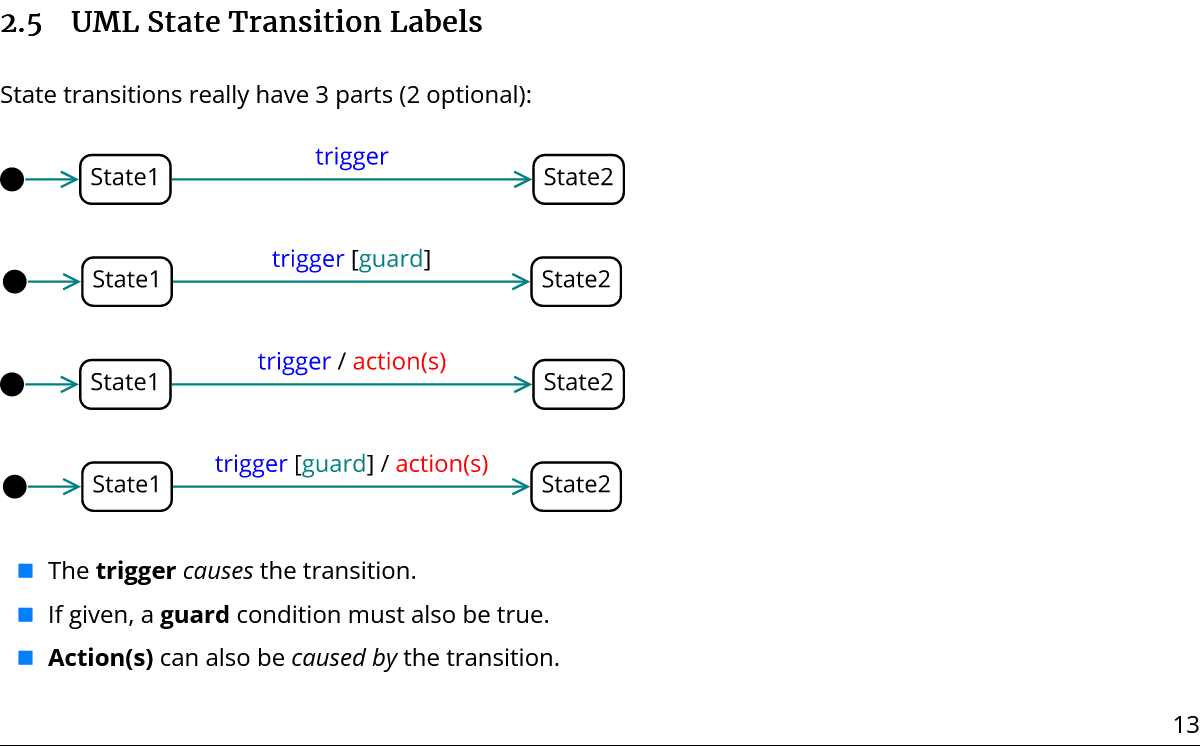 2.5 UML State Transition Labels
State transitions really have 3 parts (2 optional):
trigger
State1 State2
trigger [guard]
State1 State2
trigger / action(s)
State1 State2
trigger [guard] / action(s)
State1 State2
The trigger causes the transition.
If given, a guard condition must also be true.
Action(s) can also be caused by the transition.
13